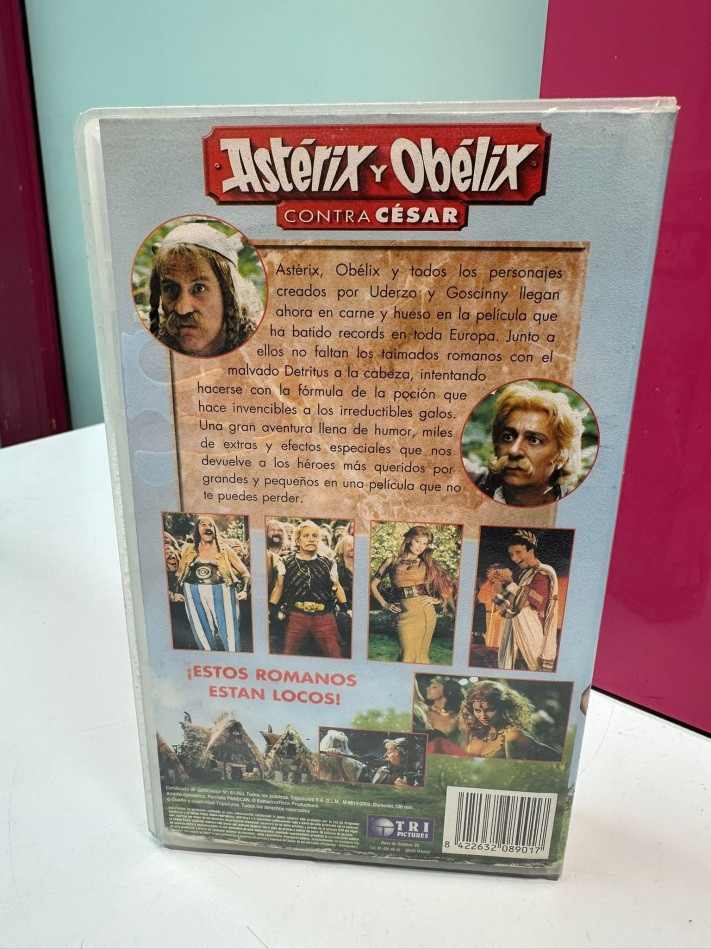 Astérix y Obélix
CONTRA CÉSAR
Astérix, Obélix y todos los personajes
creados por Uderzo y Goscinny llegan
ahora en carne y hueso en la película que
ha batido records en toda Europa. Junto a
ellos no faltan los taimados romanos con el
malvado Detritus a la cabeza, intentando
hacerse con la fórmula de la poción que
hace invencibles a los irreductibles galos.
Una gran aventura llena de humor, miles
de extras y efectos especiales que nos
devuelve a los héroes más queridos por
grandes y pequeños en una película que no
te puedes perder.
¡ESTOS ROMANOS
ESTAN LOCOS!
Todos los derechos reservados
TRI
PICTURES
8 422632 089017